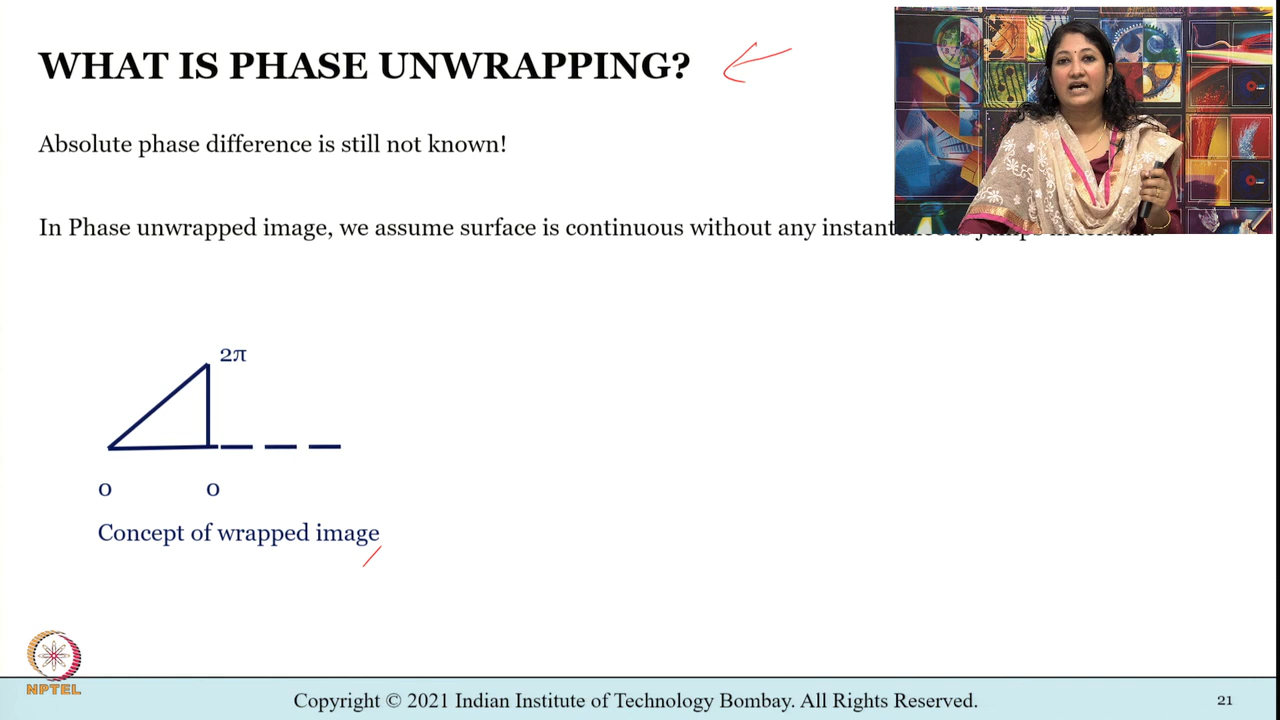 WHAT IS PHASE UNWRAPPING?
Absolute phase difference is still not known!
In Phase unwrapped image, we assume surface is continuous without any
2π
0 0
Concept of wrapped image
NPTEL
Copyright © 2021 Indian Institute of Technology Bombay. All Rights Reserved.
21